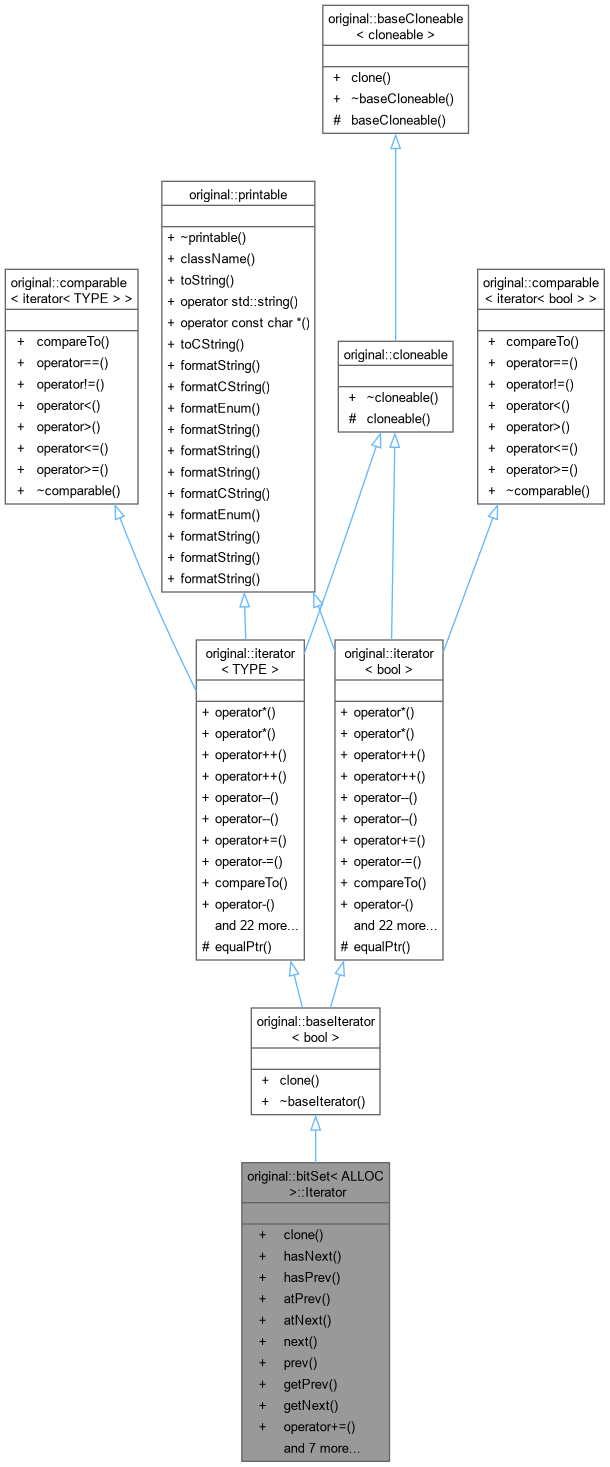 original::baseCloneable
< cloneable >
+ clone()
+ ~baseCloneable()
# baseCloneable()
original::printable
+ ~printable()
+ className()
+ toString()
+ operator std::string()
+ operator const char *()
+ toCString()
+ formatString()
+ formatCString()
+ formatEnum()
+ formatString()
+ formatString()
+ formatString()
+ formatCString()
+ formatEnum()
+ formatString()
+ formatString()
+ formatString()
original::comparable
< iterator< TYPE > >
+ compareTo()
+ operator==()
+ operator!=()
+ operator<()
+ operator>()
+ operator<=()
+ operator>=()
+ ~comparable()
original::cloneable
+ ~cloneable()
# cloneable()
original::comparable
< iterator< bool > >
+ compareTo()
+ operator==()
+ operator!=()
+ operator<()
+ operator>()
+ operator<=()
+ operator>=()
+ ~comparable()
original::iterator
< TYPE >
+ operator*()
+ operator*()
+ operator++()
+ operator++()
+ operator--()
+ operator--()
+ operator+=()
+ operator-=()
+ compareTo()
+ operator-()
and 22 more...
# equalPtr()
original::iterator
< bool >
+ operator*()
+ operator*()
+ operator++()
+ operator++()
+ operator--()
+ operator--()
+ operator+=()
+ operator-=()
+ compareTo()
+ operator-()
and 22 more...
# equalPtr()
original::baseIterator
< bool >
+ clone()
+ ~baseIterator()
original::bitSet< ALLOC
>::Iterator
+ clone()
+ hasNext()
+ hasPrev()
+ atPrev()
+ atNext()
+ next()
+ prev()
+ getPrev()
+ getNext()
+ operator+=()
and 7 more...